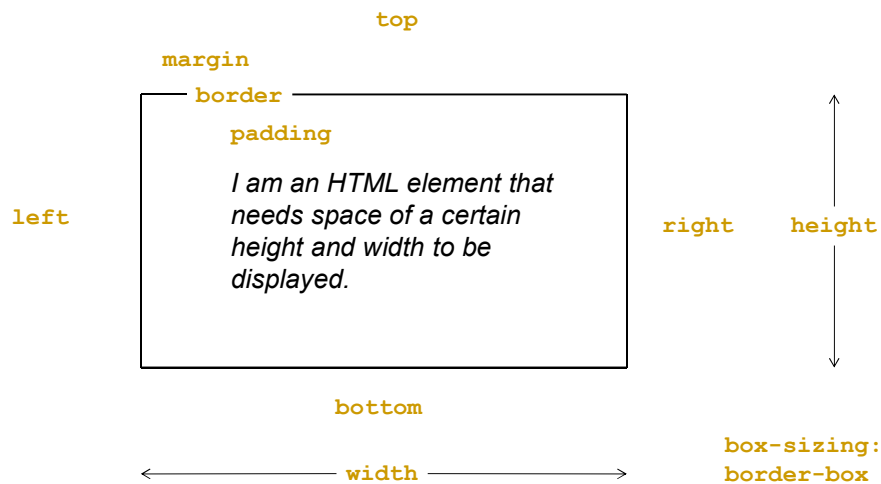 top
margin
border
padding
I am an HTML element that
needs space of a certain
height and width to be
displayed.
left
right
height
bottom
width
box-sizing:
border-box